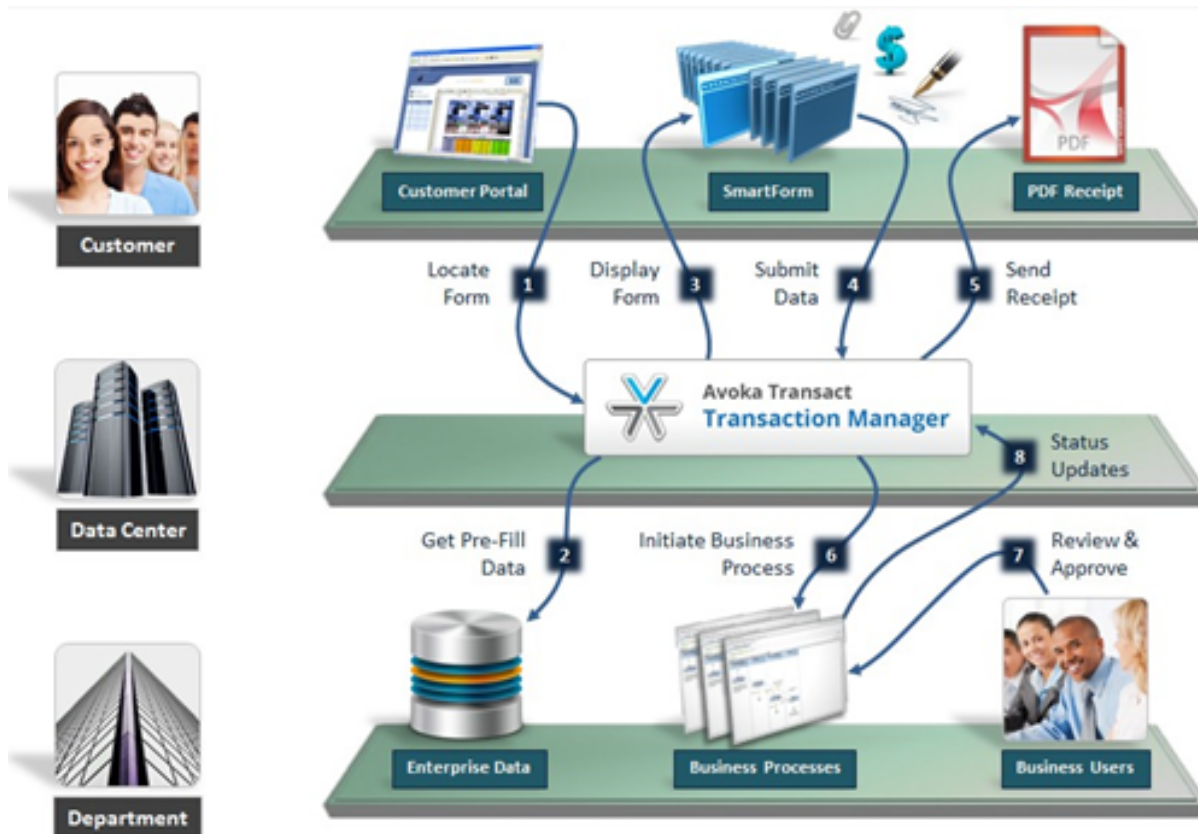 Customer Portal
SmartForm
PDF
PDF Receipt
Customer
Locate
Form
1
Display
Form
3
Submit
Data
4
5
Send
Receipt
Avoka Transact
Transaction Manager
8
Status
Updates
Data Center
Get Pre-Fill
Data
2
Initiate Business
Process
6
7
Review &
Approve
Enterprise Data
Business Processes
Business Users
Department